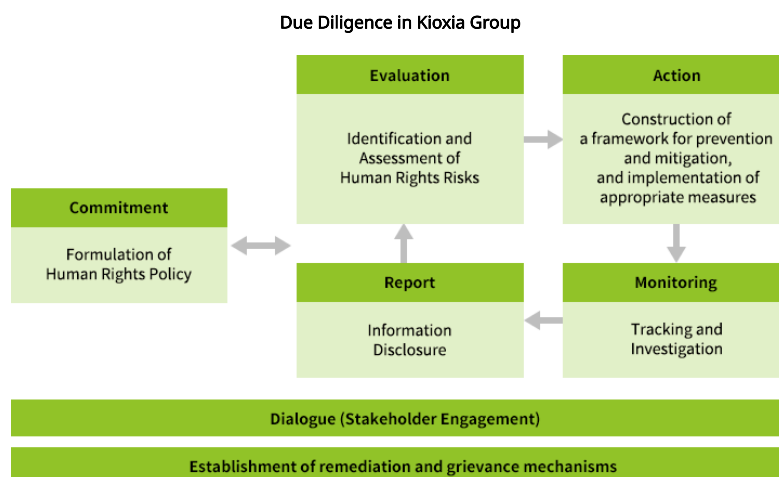 Due Diligence in Kioxia Group
Evaluation
Identification and
Assessment of
Human Rights Risks
Action
Construction of
a framework for prevention
and mitigation,
and implementation of
appropriate measures
Commitment
Formulation of
Human Rights Policy
Report
Information
Disclosure
Monitoring
Tracking and
Investigation
Dialogue (Stakeholder Engagement)
Establishment of remediation and grievance mechanisms